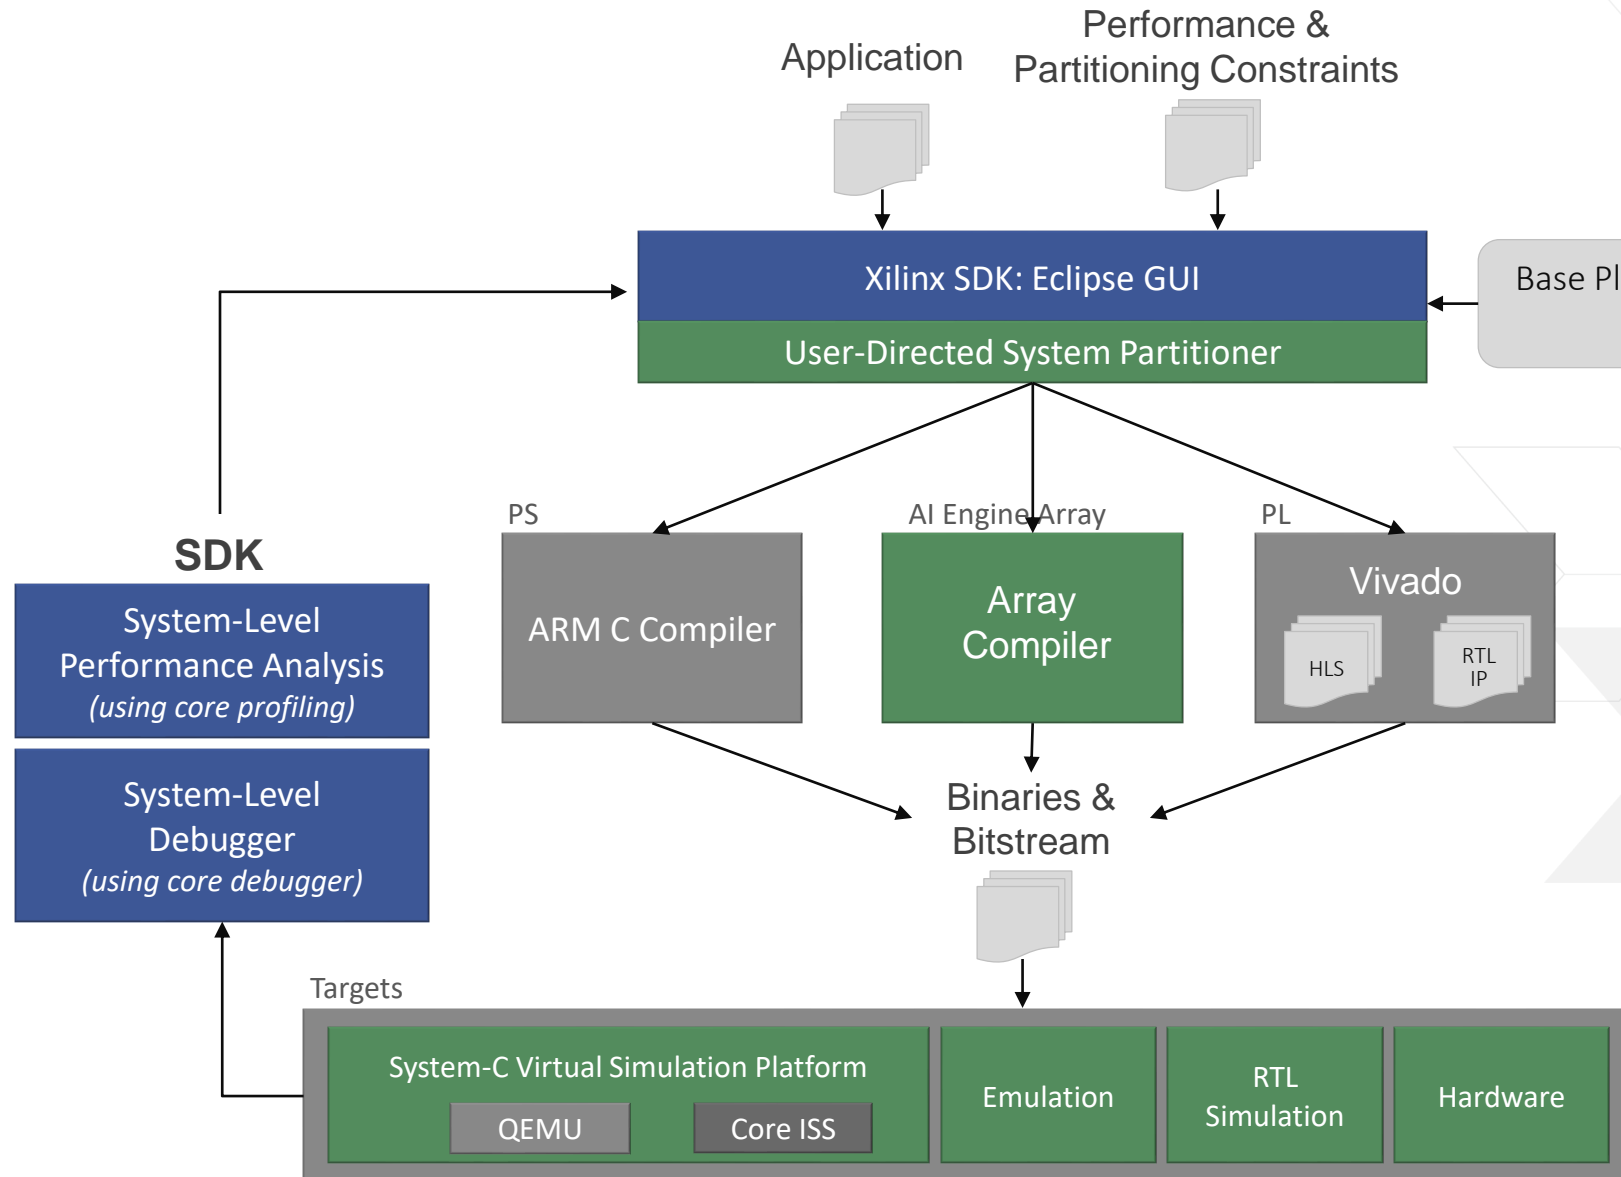 Application
Performance &
Partitioning Constraints
Xilinx SDK: Eclipse GUI
Base Pl
User-Directed System Partitioner
PS
AI Engine Array
PL
SDK
System-Level
Performance Analysis
(using core profiling)
ARM C Compiler
Array
Compiler
Vivado
HLS
RTL
IP
System-Level
Debugger
(using core debugger)
Binaries &
Bitstream
Targets
System-C Virtual Simulation Platform
QEMU
Core ISS
Emulation
RTL
Simulation
Hardware